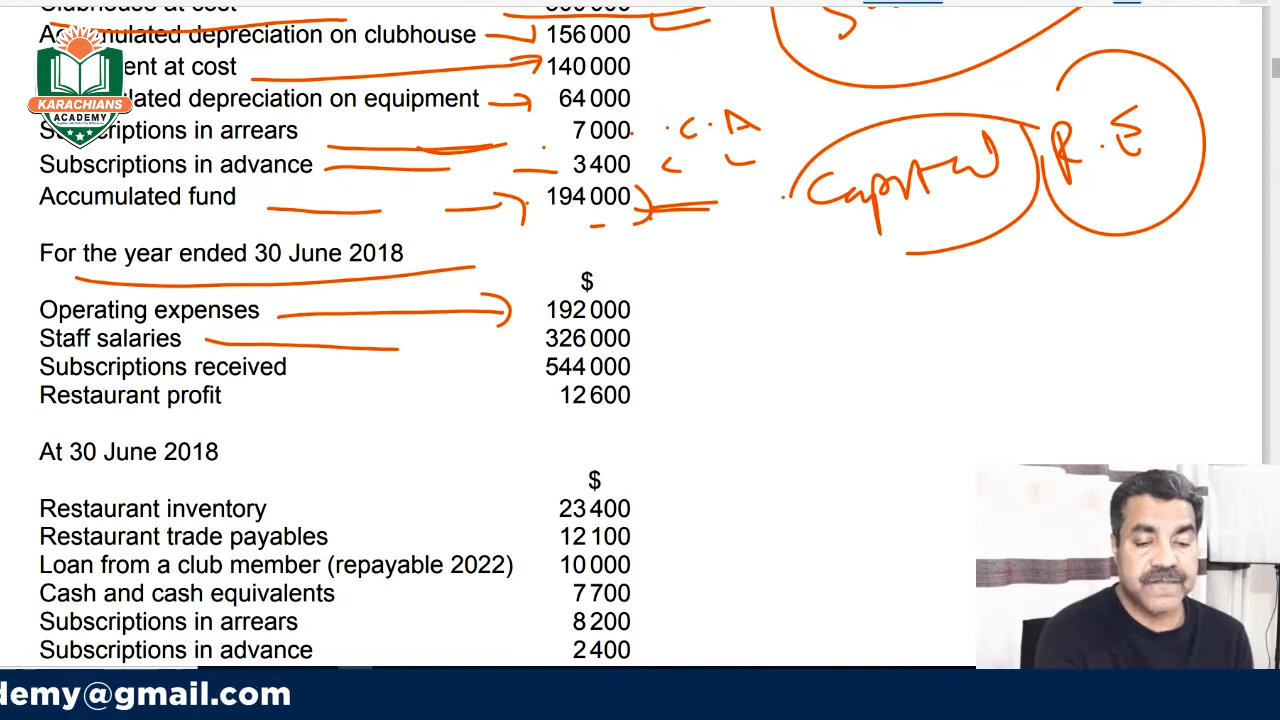 Clubhouse at cost
Accumulated depreciation on clubhouse 156 000
ent at cost 140 000
lated depreciation on equipment 64 000
Subscriptions in arrears 7 000
Subscriptions in advance 3 400
Accumulated fund 194 000
KARACHIANS
ACADEMY
C.A
C L
Capital
R.E
For the year ended 30 June 2018
$
Operating expenses 192 000
Staff salaries 326 000
Subscriptions received 544 000
Restaurant profit 12 600
At 30 June 2018
$
Restaurant inventory 23 400
Restaurant trade payables 12 100
Loan from a club member (repayable 2022) 10 000
Cash and cash equivalents 7 700
Subscriptions in arrears 8 200
Subscriptions in advance 2 400
demy@gmail.com